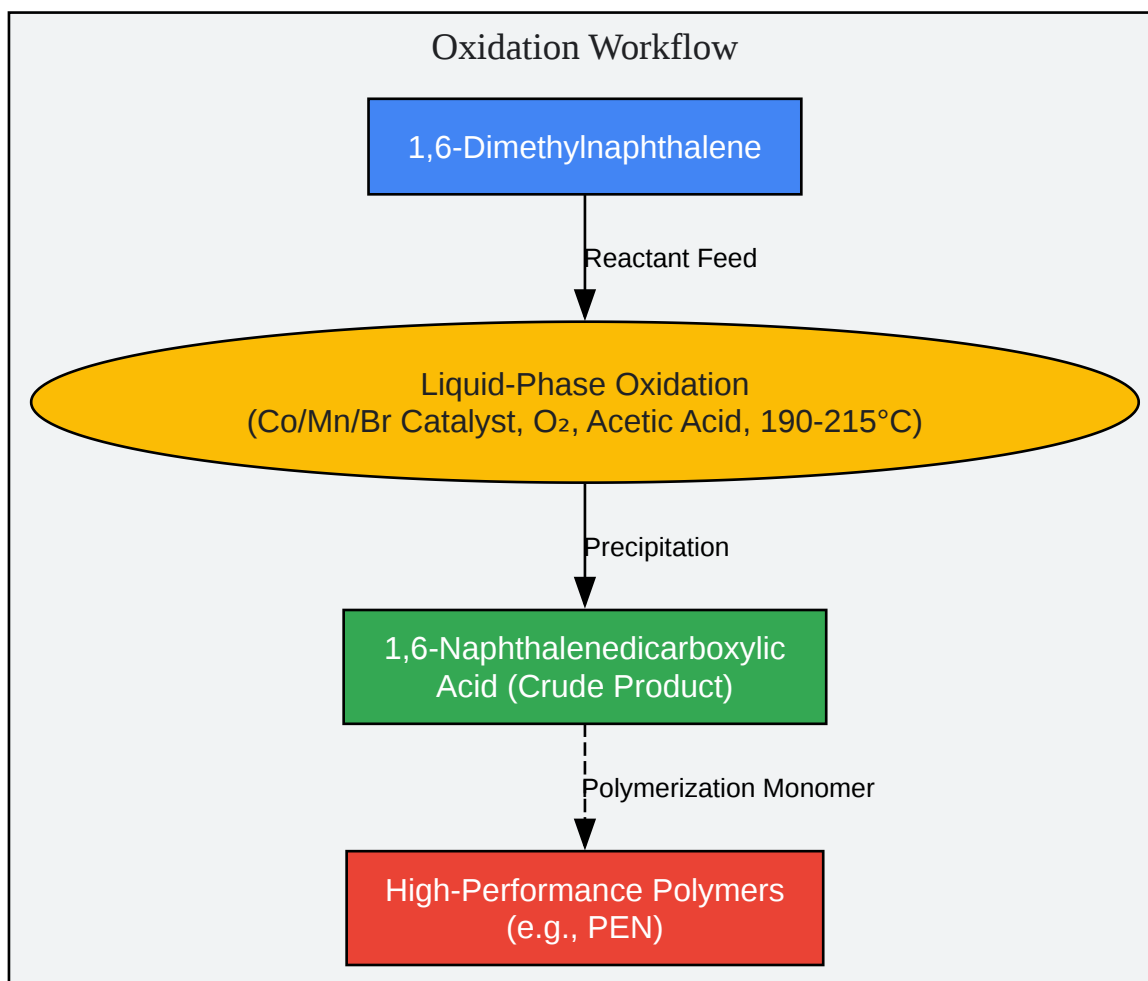 Oxidation Workflow
1,6-Dimethylnaphthalene
Reactant Feed
Liquid-Phase Oxidation
(Co/Mn/Br Catalyst, O₂, Acetic Acid, 190-215°C)
Precipitation
1,6-Naphthalenedicarboxylic
Acid (Crude Product)
Polymerization Monomer
High-Performance Polymers
(e.g., PEN)